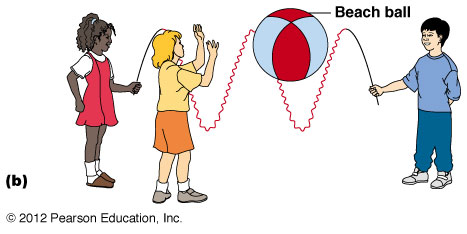 Beach ball
(b)
© 2012 Pearson Education, Inc.